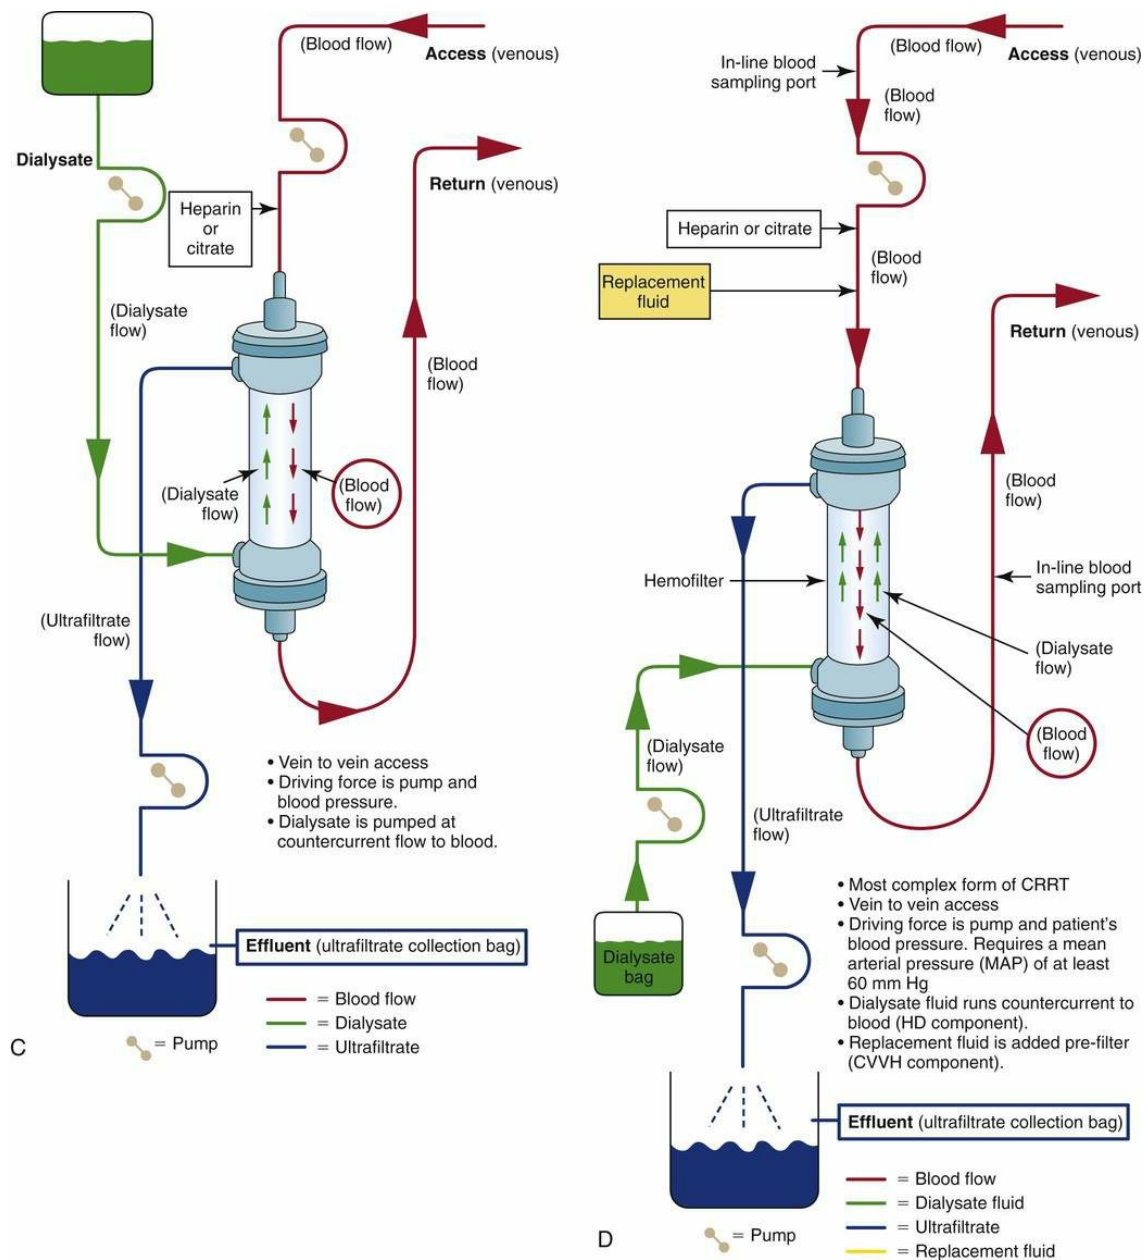 (Blood flow)
Access (venous)
Dialysate
Return (venous)
Heparin
or
citrate
(Dialysate
flow)
(Blood
flow)
(Dialysate
flow)
(Blood
flow)
(Ultrafiltrate
flow)
• Vein to vein access
• Driving force is pump and
blood pressure.
• Dialysate is pumped at
countercurrent flow to blood.
Effluent (ultrafiltrate collection bag)
= Blood flow
= Dialysate
= Ultrafiltrate
= Pump
C
(Blood flow)
Access (venous)
In-line blood
sampling port
(Blood
flow)
Heparin or citrate
(Blood
flow)
Replacement
fluid
Return (venous)
(Blood
flow)
Hemofilter
In-line blood
sampling port
(Dialysate
flow)
(Blood
flow)
(Dialysate
flow)
(Ultrafiltrate
flow)
Dialysate
bag
• Most complex form of CRRT
• Vein to vein access
• Driving force is pump and patient's
blood pressure. Requires a mean
arterial pressure (MAP) of at least
60 mm Hg
• Dialysate fluid runs countercurrent to
blood (HD component).
• Replacement fluid is added pre-filter
(CVVH component).
Effluent (ultrafiltrate collection bag)
= Blood flow
= Dialysate fluid
= Ultrafiltrate
= Replacement fluid
= Pump
D